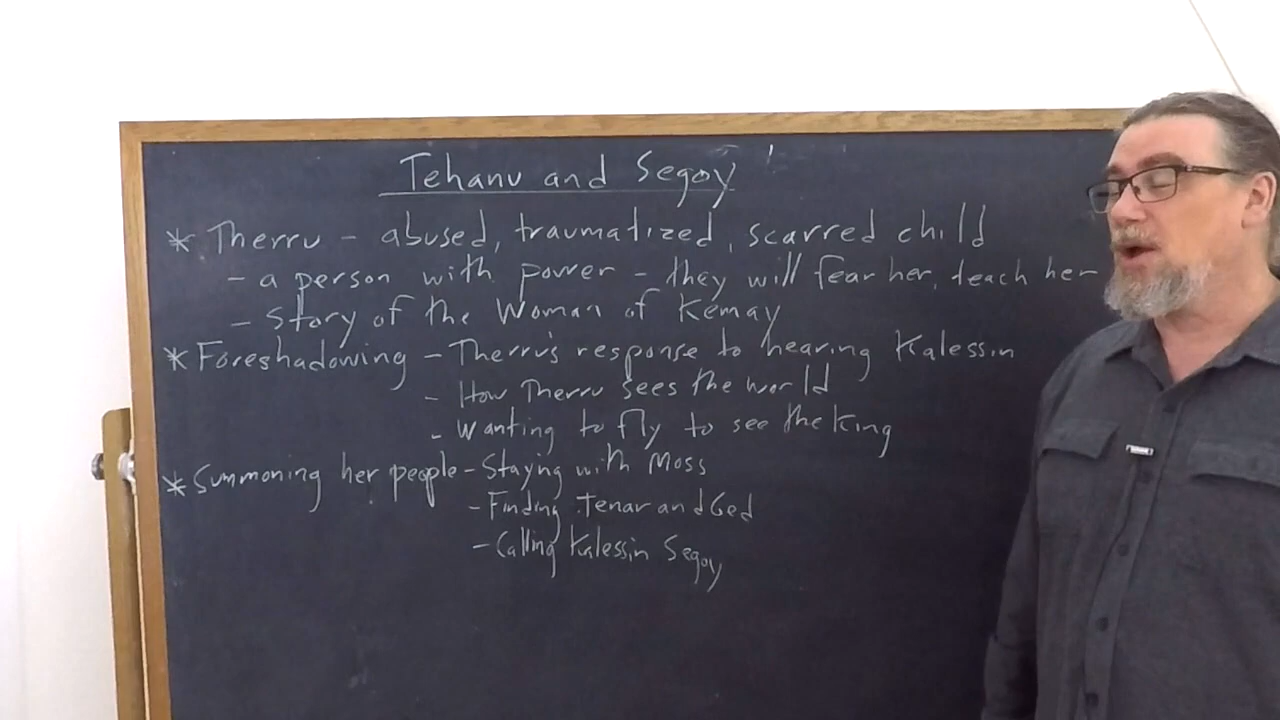 Tehanu and Segoy
* Therru - abused, traumatized, scarred child
- a person with power - they will fear her, teach her
- Story of the Woman of Kemay
* Foreshadowing - Therru's response to hearing Kalessin
- How Therru sees the world
- Wanting to fly to see the King
* Summoning her people - Staying with Moss
- Finding Tenar and Ged
- Calling Kalessin Segoy